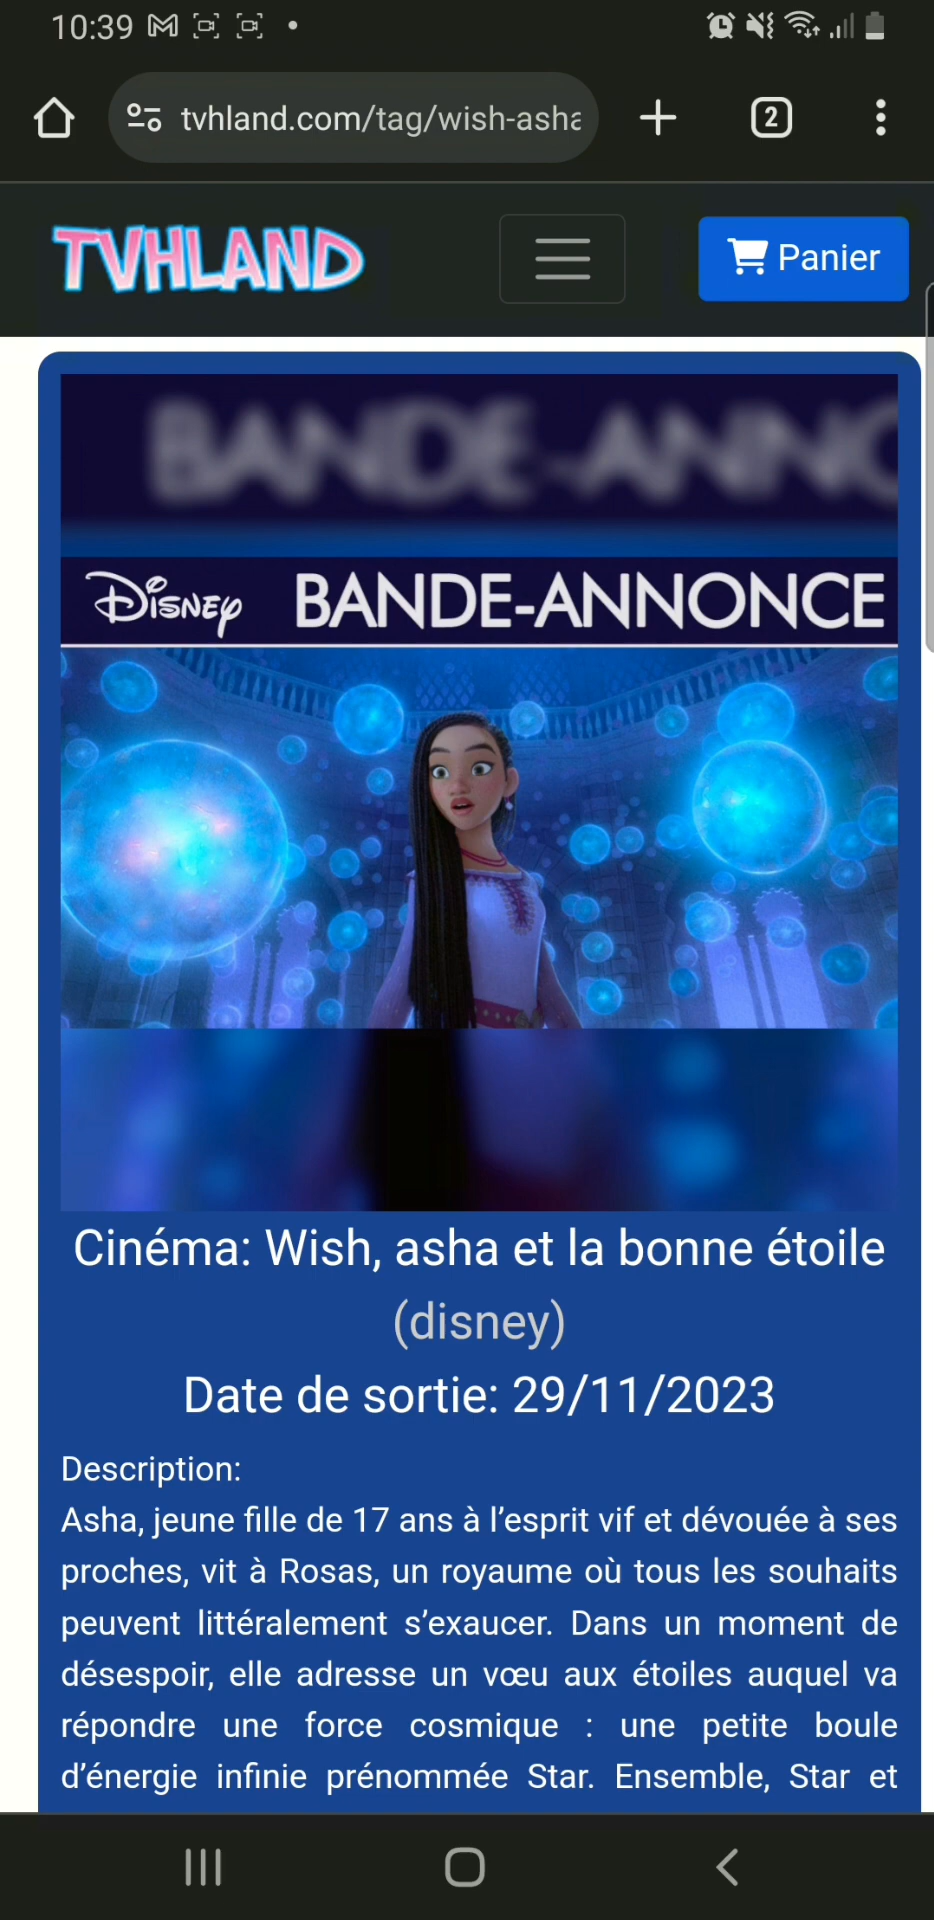 10:39
tvhland.com/tag/wish-asha
2
TVHLAND
Panier
BANDE-ANNO
Disney BANDE-ANNONCE
Cinéma: Wish, asha et la bonne étoile
(disney)
Date de sortie: 29/11/2023
Description:
Asha, jeune fille de 17 ans à l’esprit vif et dévouée à ses
proches, vit à Rosas, un royaume où tous les souhaits
peuvent littéralement s’exaucer. Dans un moment de
désespoir, elle adresse un vœu aux étoiles auquel va
répondre une force cosmique : une petite boule
d’énergie infinie prénommée Star. Ensemble, Star et